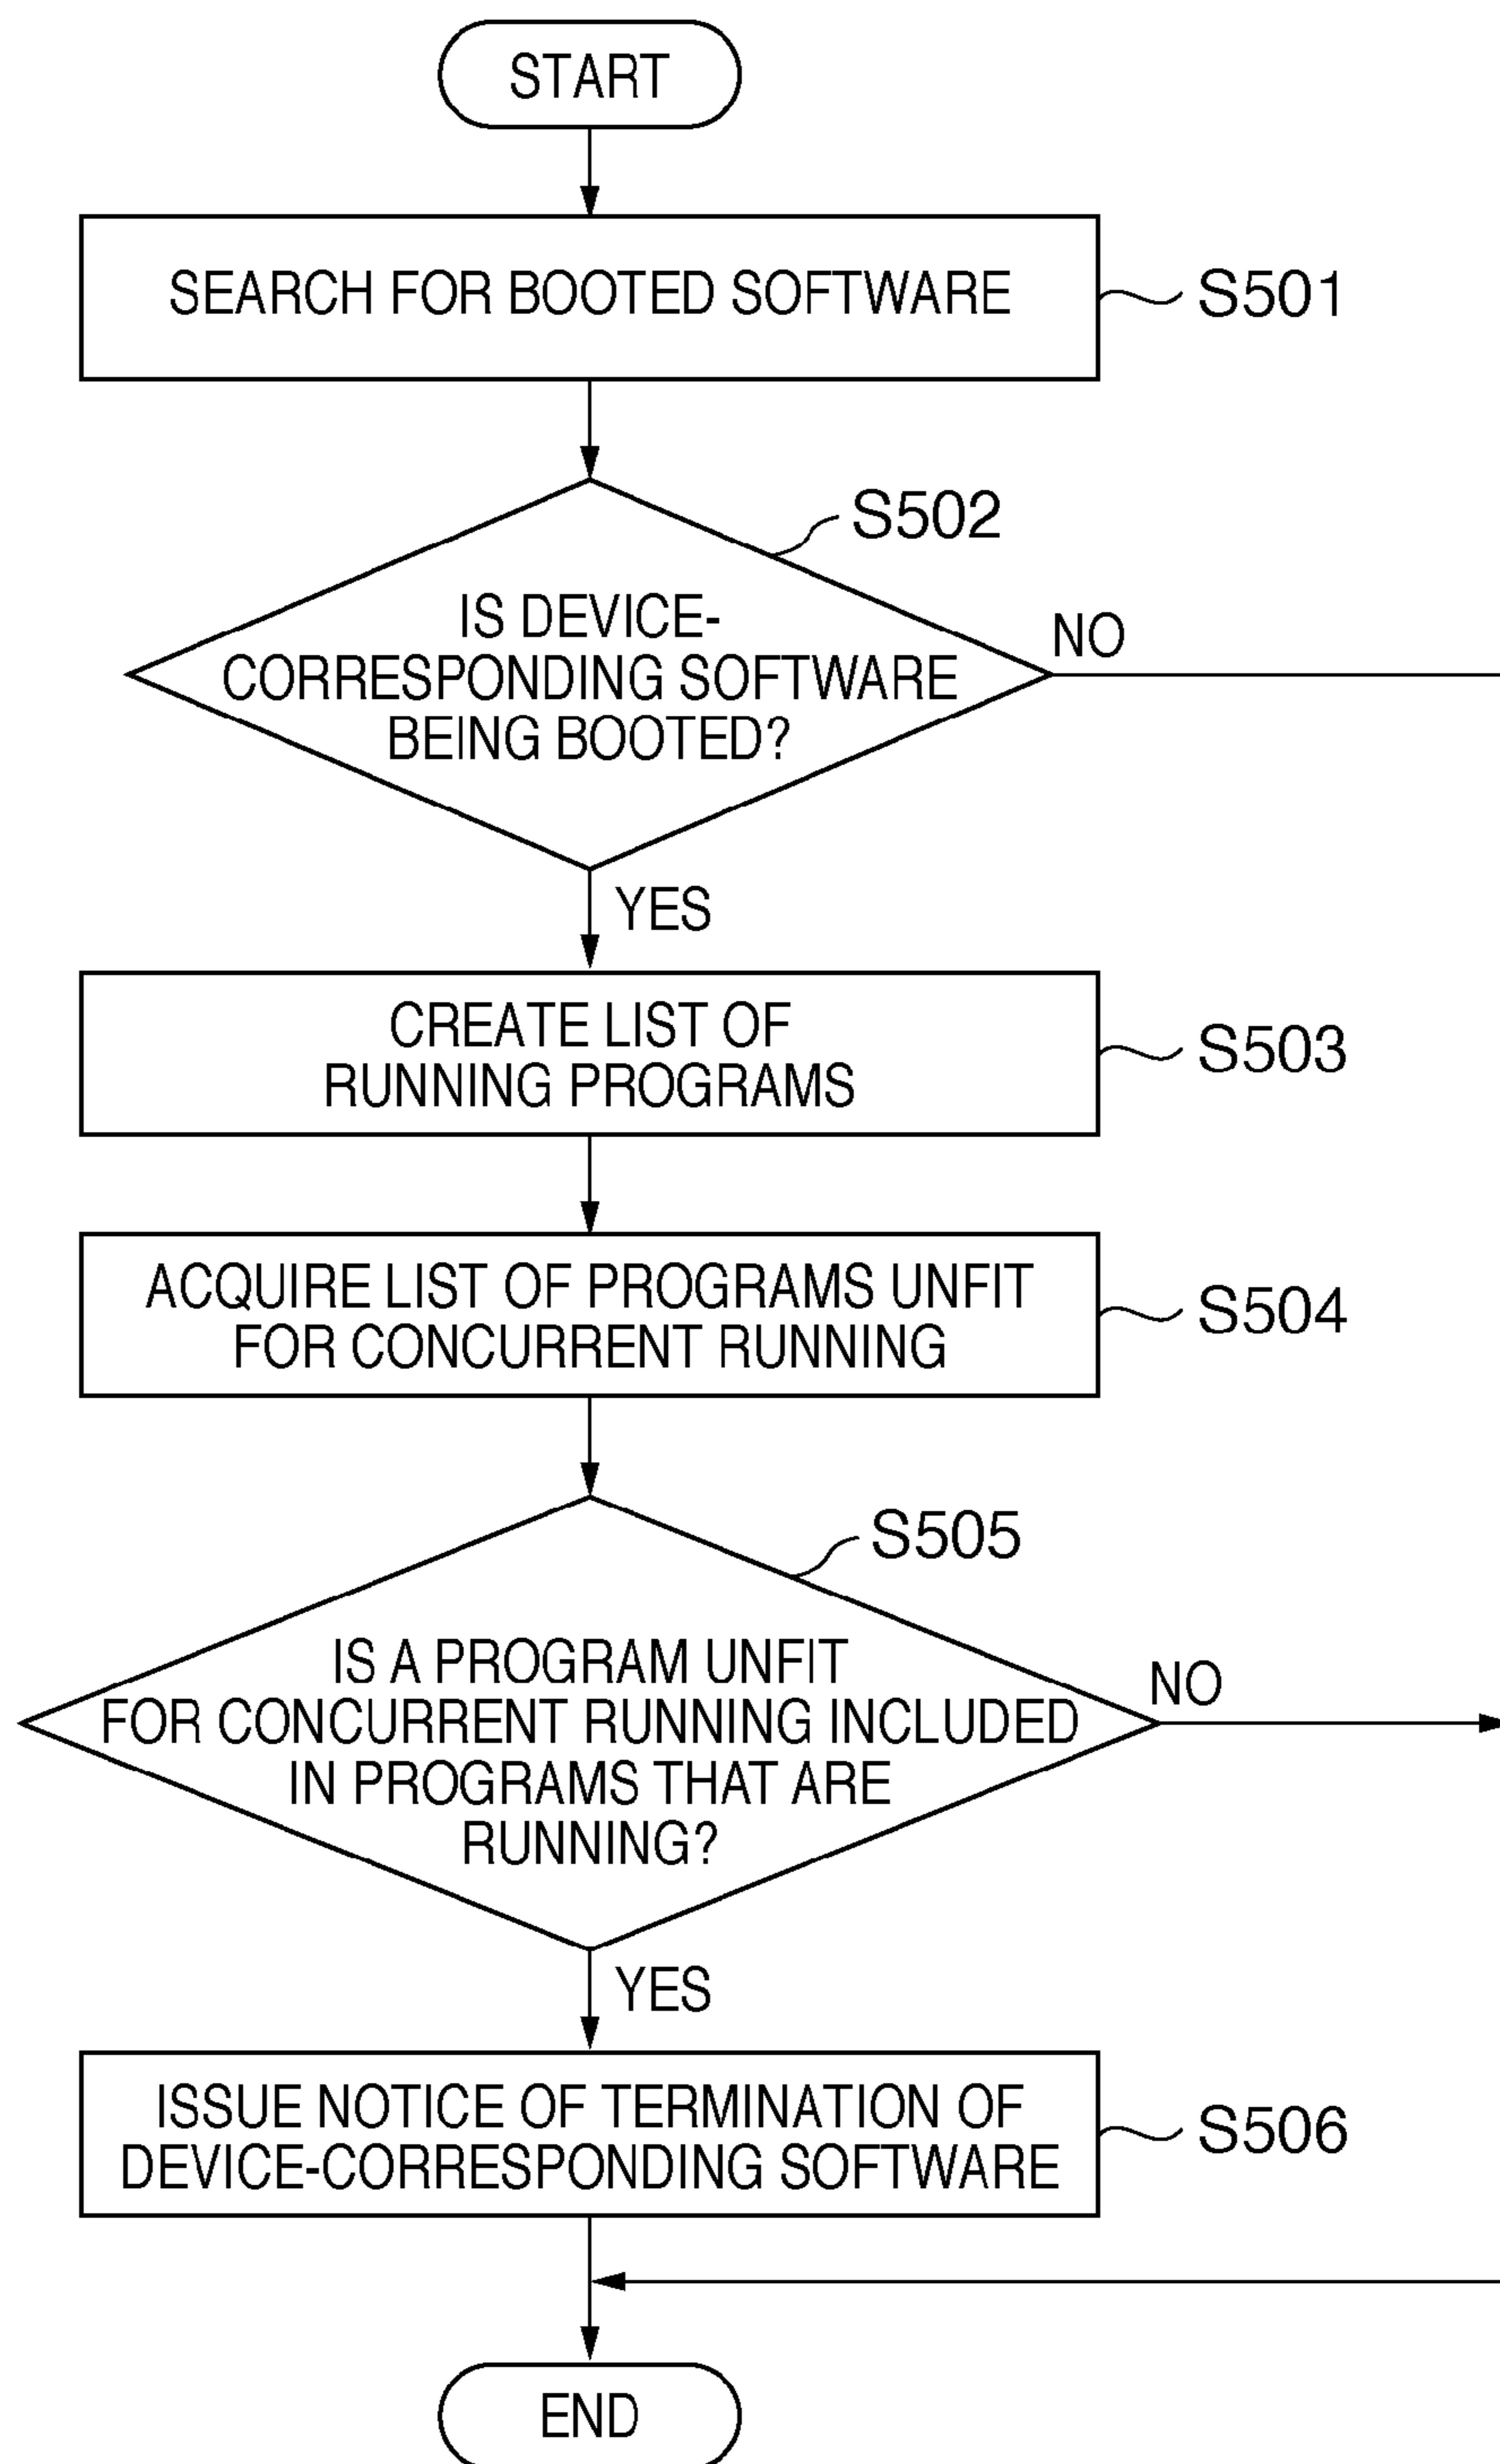 START
SEARCH FOR BOOTED SOFTWARE
S501
S502
IS DEVICE-
CORRESPONDING SOFTWARE
BEING BOOTED?
NO
YES
CREATE LIST OF
RUNNING PROGRAMS
S503
ACQUIRE LIST OF PROGRAMS UNFIT
FOR CONCURRENT RUNNING
S504
S505
IS A PROGRAM UNFIT
FOR CONCURRENT RUNNING INCLUDED
IN PROGRAMS THAT ARE
RUNNING?
NO
YES
ISSUE NOTICE OF TERMINATION OF
DEVICE-CORRESPONDING SOFTWARE
S506
END